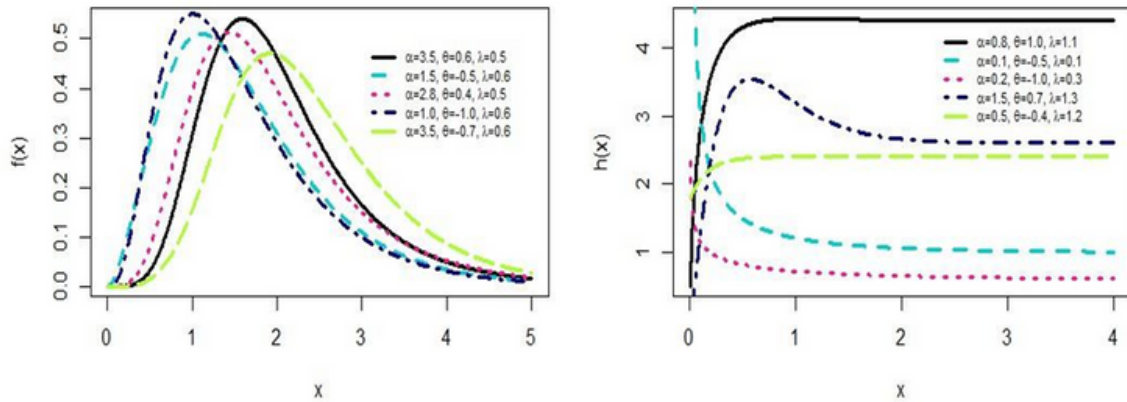 f(x)
0.0 0.1 0.2 0.3 0.4 0.5
α=3.5, θ=0.6, λ=0.5
α=1.5, θ=-0.5, λ=0.6
α=2.8, θ=0.4, λ=0.5
α=1.0, θ=-1.0, λ=0.6
α=3.5, θ=-0.7, λ=0.6
0 1 2 3 4 5
X
h(x)
1 2 3 4
α=0.8, θ=1.0, λ=1.1
α=0.1, θ=-0.5, λ=0.1
α=0.2, θ=-1.0, λ=0.3
α=1.5, θ=0.7, λ=1.3
α=0.5, θ=-0.4, λ=1.2
0 1 2 3 4
X